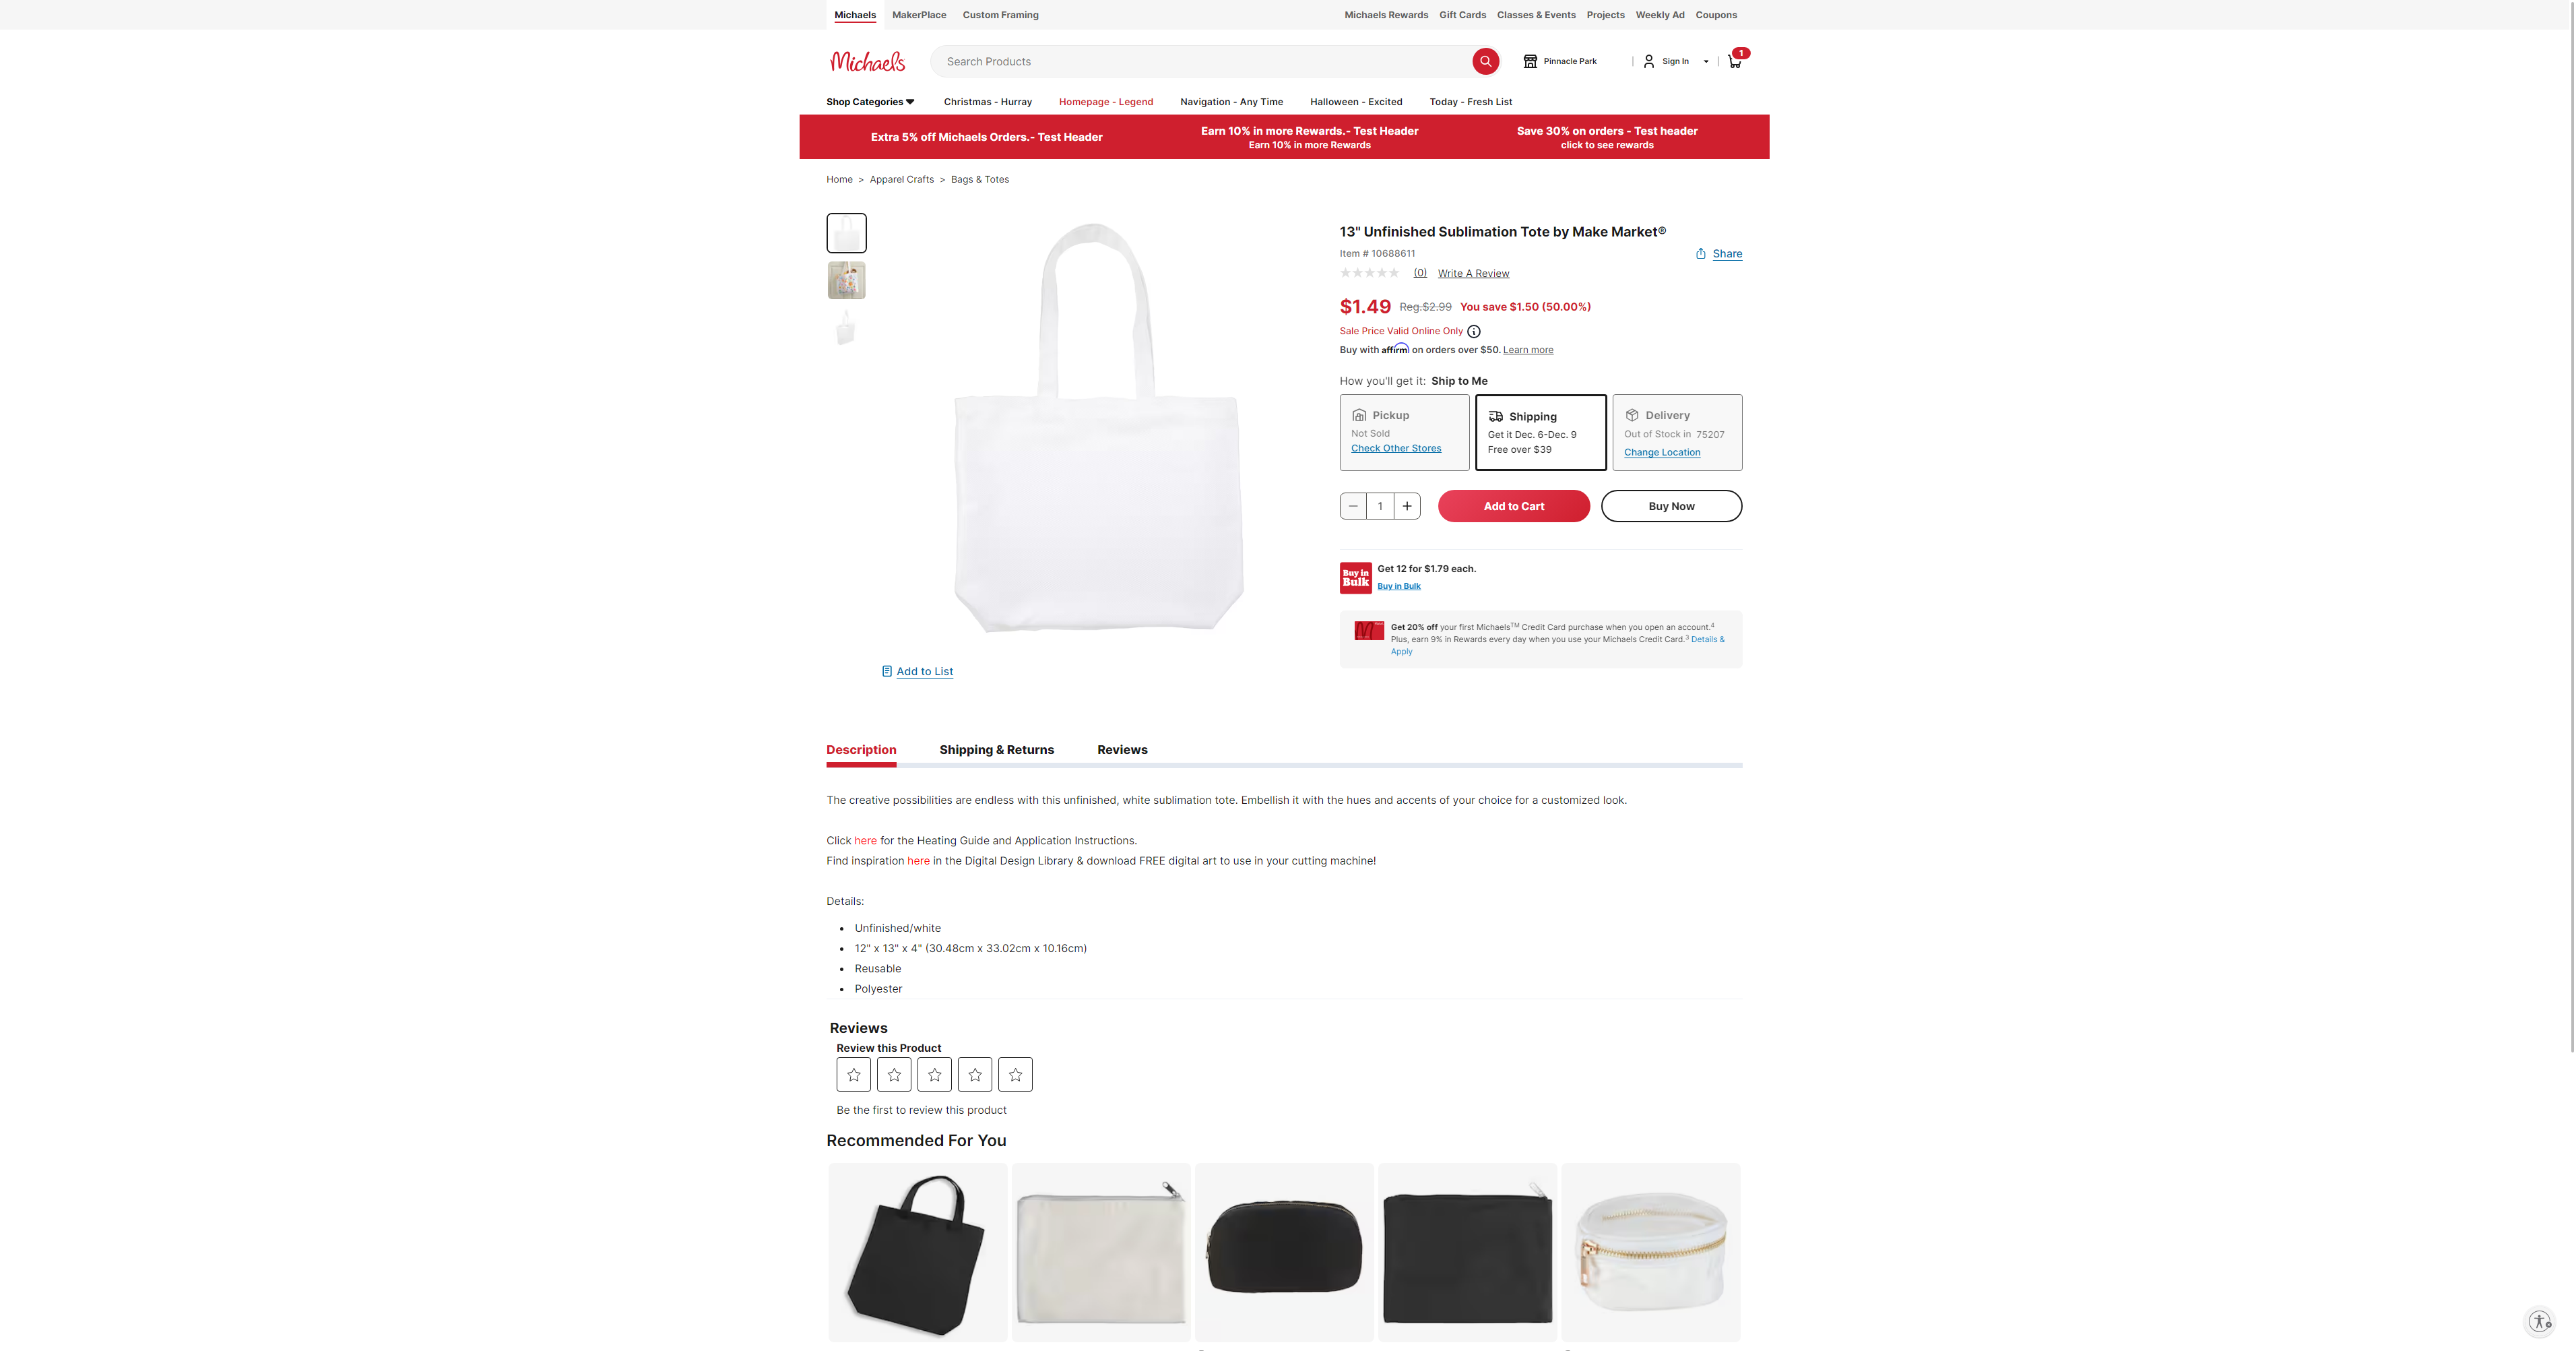 Michaels MakerPlace Custom Framing Michaels Rewards Gift Cards Classes & Events Projects Weekly Ad Coupons
Michaels Search Products Pinnacle Park | Sign In | 1
Shop Categories Christmas - Hurray Homepage - Legend Navigation - Any Time Halloween - Excited Today - Fresh List
Extra 5% off Michaels Orders.- Test Header
Earn 10% in more Rewards.- Test Header
Earn 10% in more Rewards
Save 30% on orders - Test header
click to see rewards
Home > Apparel Crafts > Bags & Totes
13" Unfinished Sublimation Tote by Make Market®
Item # 10688611
Share
(0) Write A Review
$1.49 Reg.$2.99 You save $1.50 (50.00%)
Sale Price Valid Online Only
Buy with affirm on orders over $50. Learn more
How you'll get it: Ship to Me
Pickup
Not Sold
Check Other Stores
Shipping
Get it Dec. 6-Dec. 9
Free over $39
Delivery
Out of Stock in 75207
Change Location
1
Add to Cart
Buy Now
Buy in
Bulk
Get 12 for $1.79 each.
Buy in Bulk
Get 20% off your first Michaels™ Credit Card purchase when you open an account.⁴
Plus, earn 9% in Rewards every day when you use your Michaels Credit Card.³ Details &
Apply
Add to List
Description Shipping & Returns Reviews
The creative possibilities are endless with this unfinished, white sublimation tote. Embellish it with the hues and accents of your choice for a customized look.
Click here for the Heating Guide and Application Instructions.
Find inspiration here in the Digital Design Library & download FREE digital art to use in your cutting machine!
Details:
• Unfinished/white
• 12" x 13" x 4" (30.48cm x 33.02cm x 10.16cm)
• Reusable
• Polyester
Reviews
Review this Product
Be the first to review this product
Recommended For You